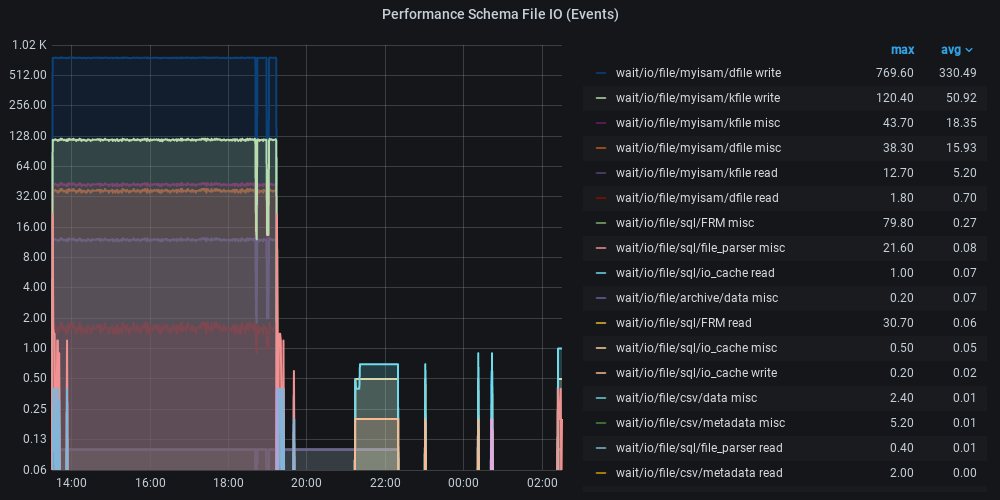 Performance Schema File IO (Events)
1.02 K
512.00
256.00
128.00
64.00
32.00
16.00
8.00
4.00
2.00
1.00
0.50
0.25
0.13
0.06
14:00 16:00 18:00 20:00 22:00 00:00 02:00
max avg
wait/io/file/myisam/dfile write 769.60 330.49
wait/io/file/myisam/kfile write 120.40 50.92
wait/io/file/myisam/kfile misc 43.70 18.35
wait/io/file/myisam/dfile misc 38.30 15.93
wait/io/file/myisam/kfile read 12.70 5.20
wait/io/file/myisam/dfile read 1.80 0.70
wait/io/file/sql/FRM misc 79.80 0.27
wait/io/file/sql/file_parser misc 21.60 0.08
wait/io/file/sql/io_cache read 1.00 0.07
wait/io/file/archive/data misc 0.20 0.07
wait/io/file/sql/FRM read 30.70 0.06
wait/io/file/sql/io_cache misc 0.50 0.05
wait/io/file/sql/io_cache write 0.20 0.02
wait/io/file/csv/data misc 2.40 0.01
wait/io/file/csv/metadata misc 5.20 0.01
wait/io/file/sql/file_parser read 0.40 0.01
wait/io/file/csv/metadata read 2.00 0.00